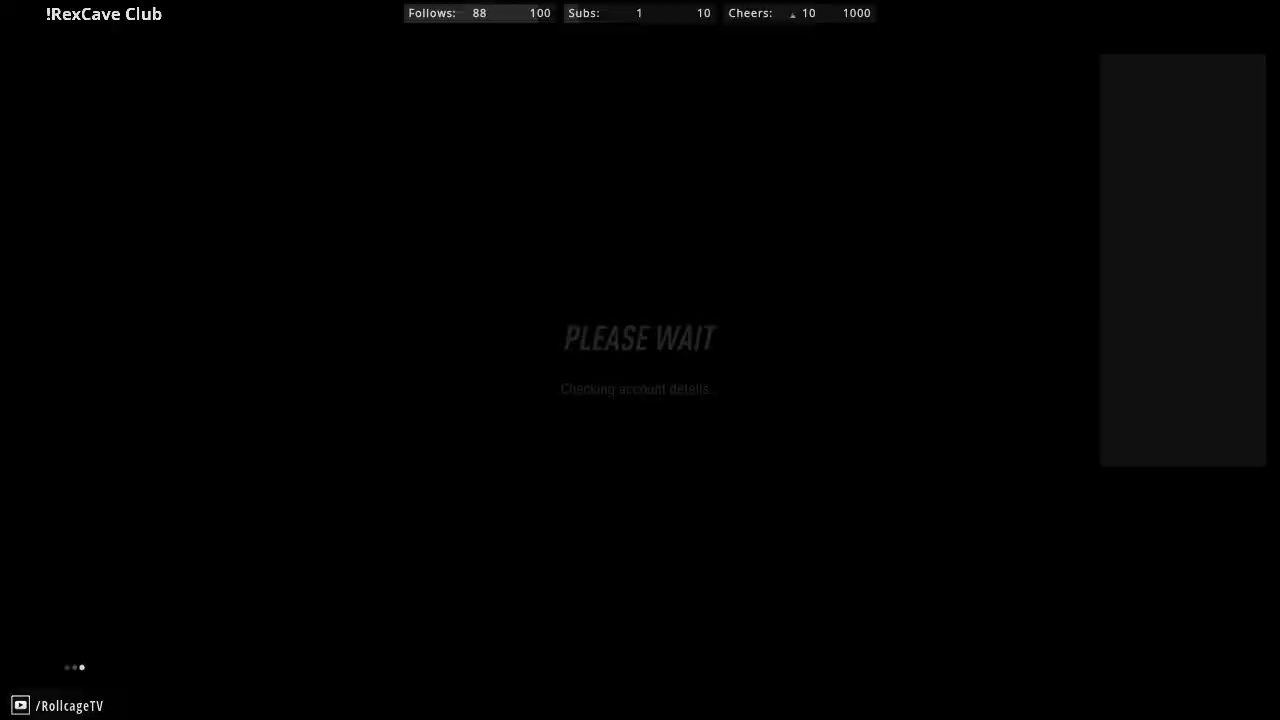 !RexCave Club
Follows: 88 100
Subs: 1 10
Cheers: 10 1000
PLEASE WAIT
Checking account details...
/RollcageTV